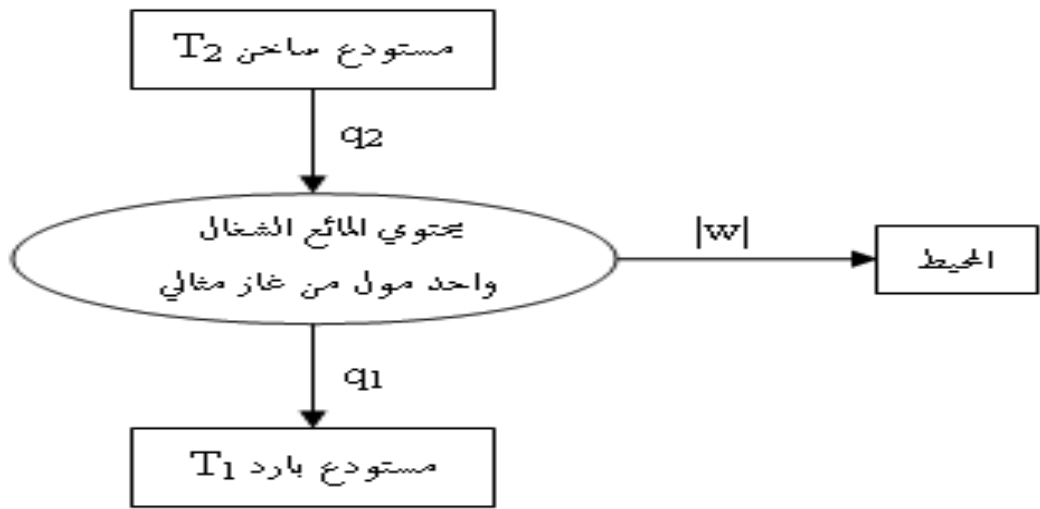 مستودع ساخن T2
q2
يحتوي المائع الشغال
واحد مول من غاز مثالي
|w|
المحيط
q1
مستودع بارد T1